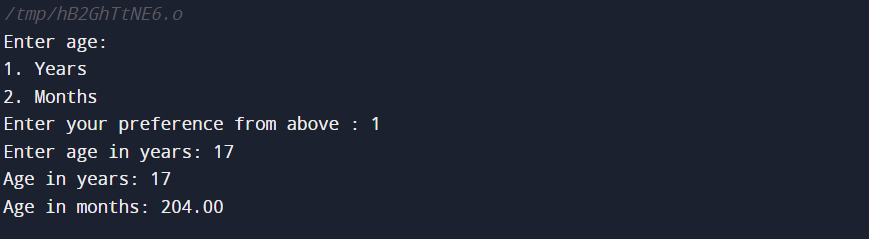 /tmp/hB2GhTtNE6.o
Enter age:
1. Years
2. Months
Enter your preference from above : 1
Enter age in years: 17
Age in years: 17
Age in months: 204.00